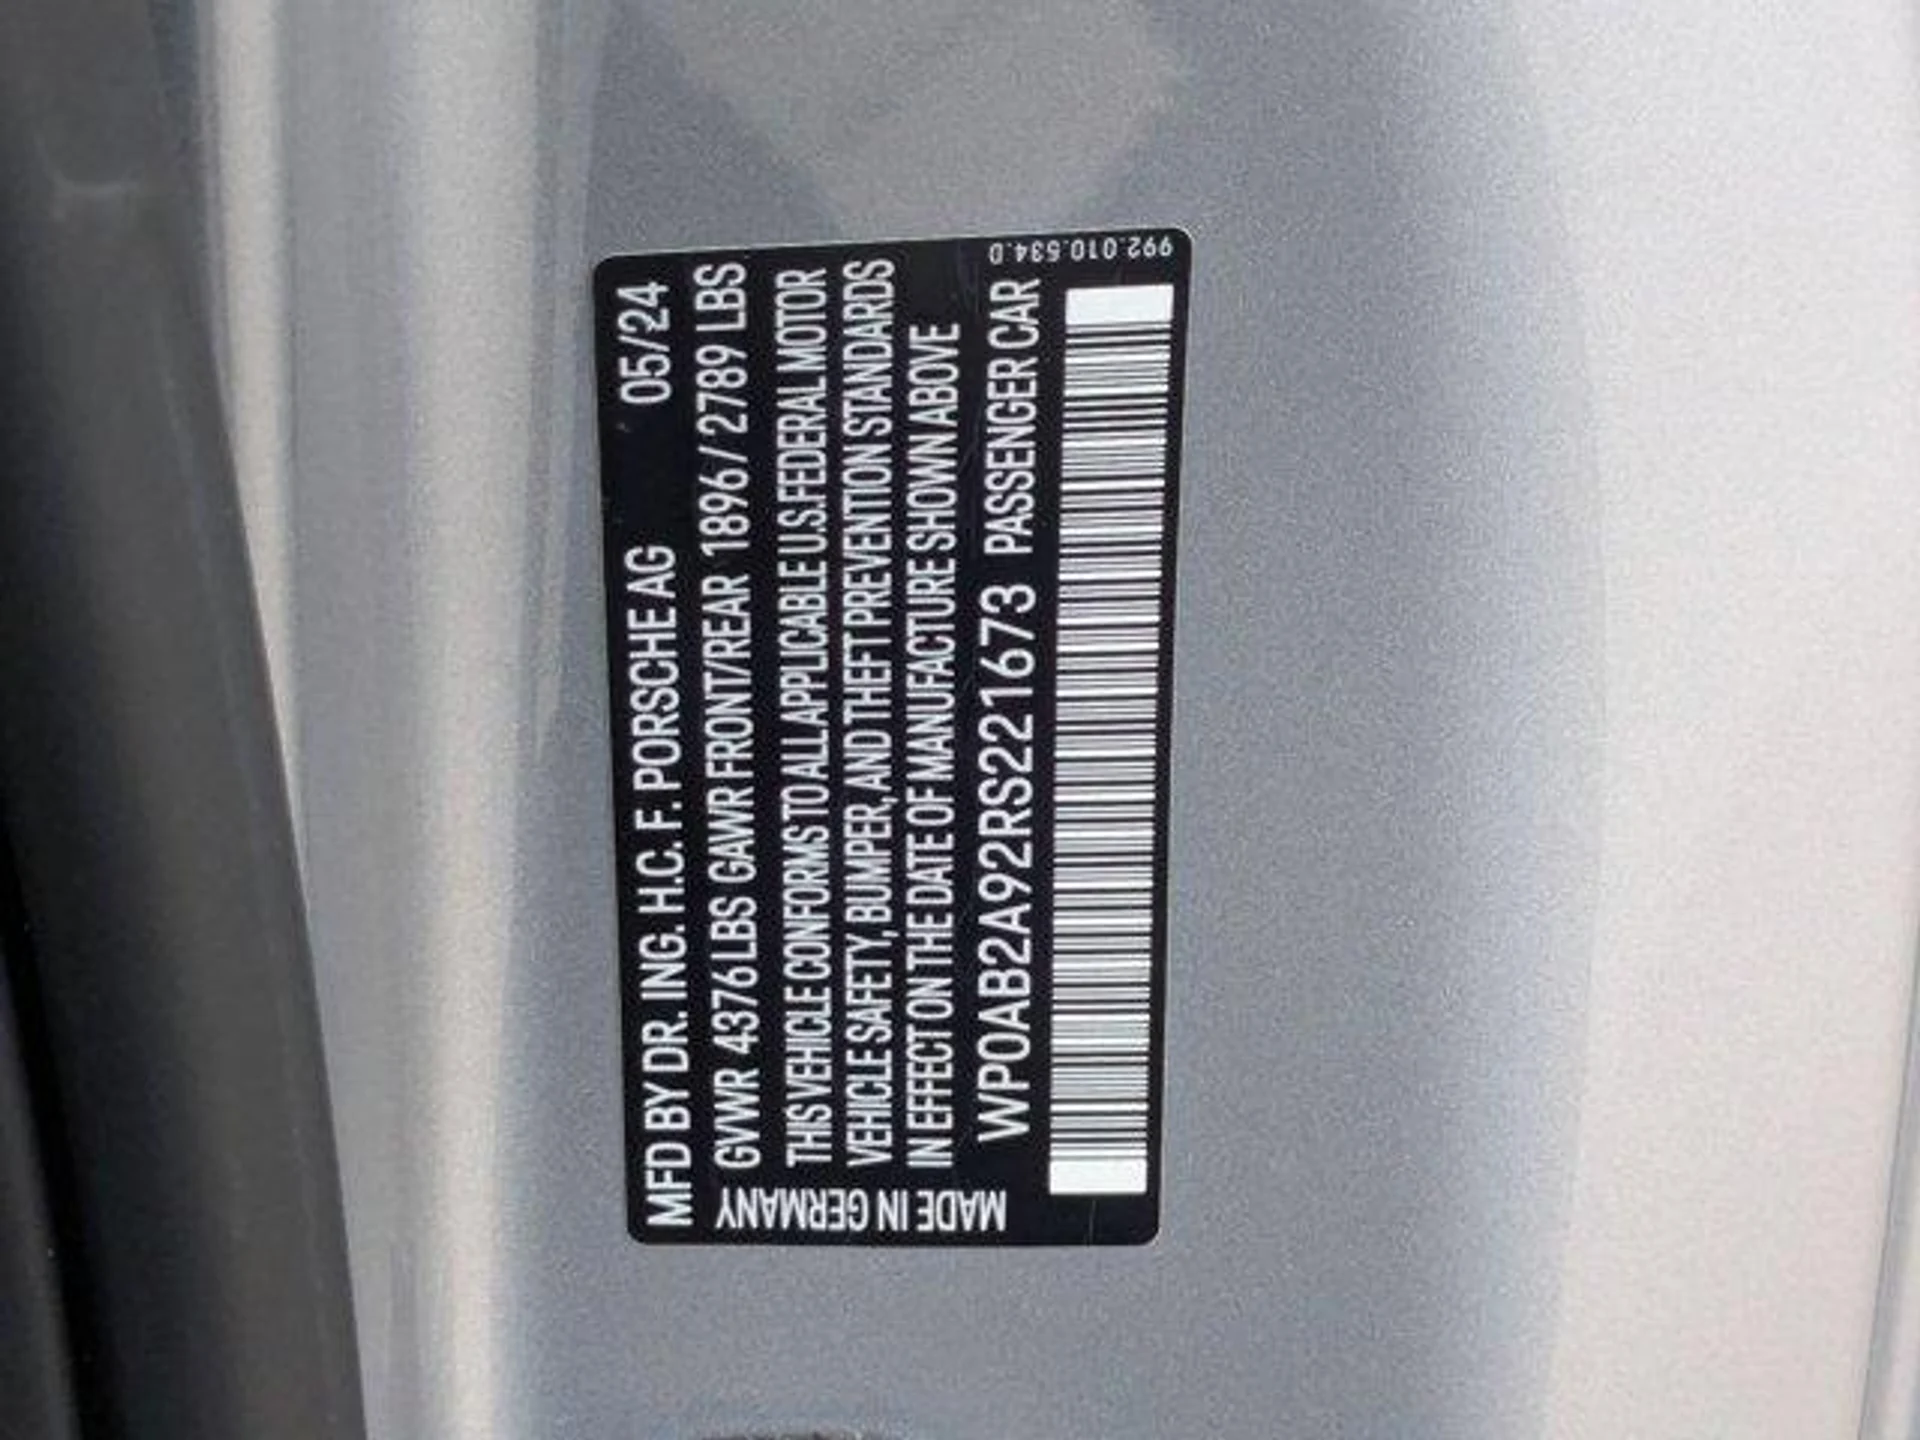 MFD BY DR. ING. H.C. F. PORSCHE AG 05/24
GVWR 4376 LBS GAWR FRONT/REAR 1896 / 2789 LBS
THIS VEHICLE CONFORMS TO ALL APPLICABLE U.S. FEDERAL MOTOR
VEHICLE SAFETY, BUMPER, AND THEFT PREVENTION STANDARDS
IN EFFECT ON THE DATE OF MANUFACTURE SHOWN ABOVE
WP0AB2A92RS221673 PASSENGER CAR
MADE IN GERMANY
992.010.534.D